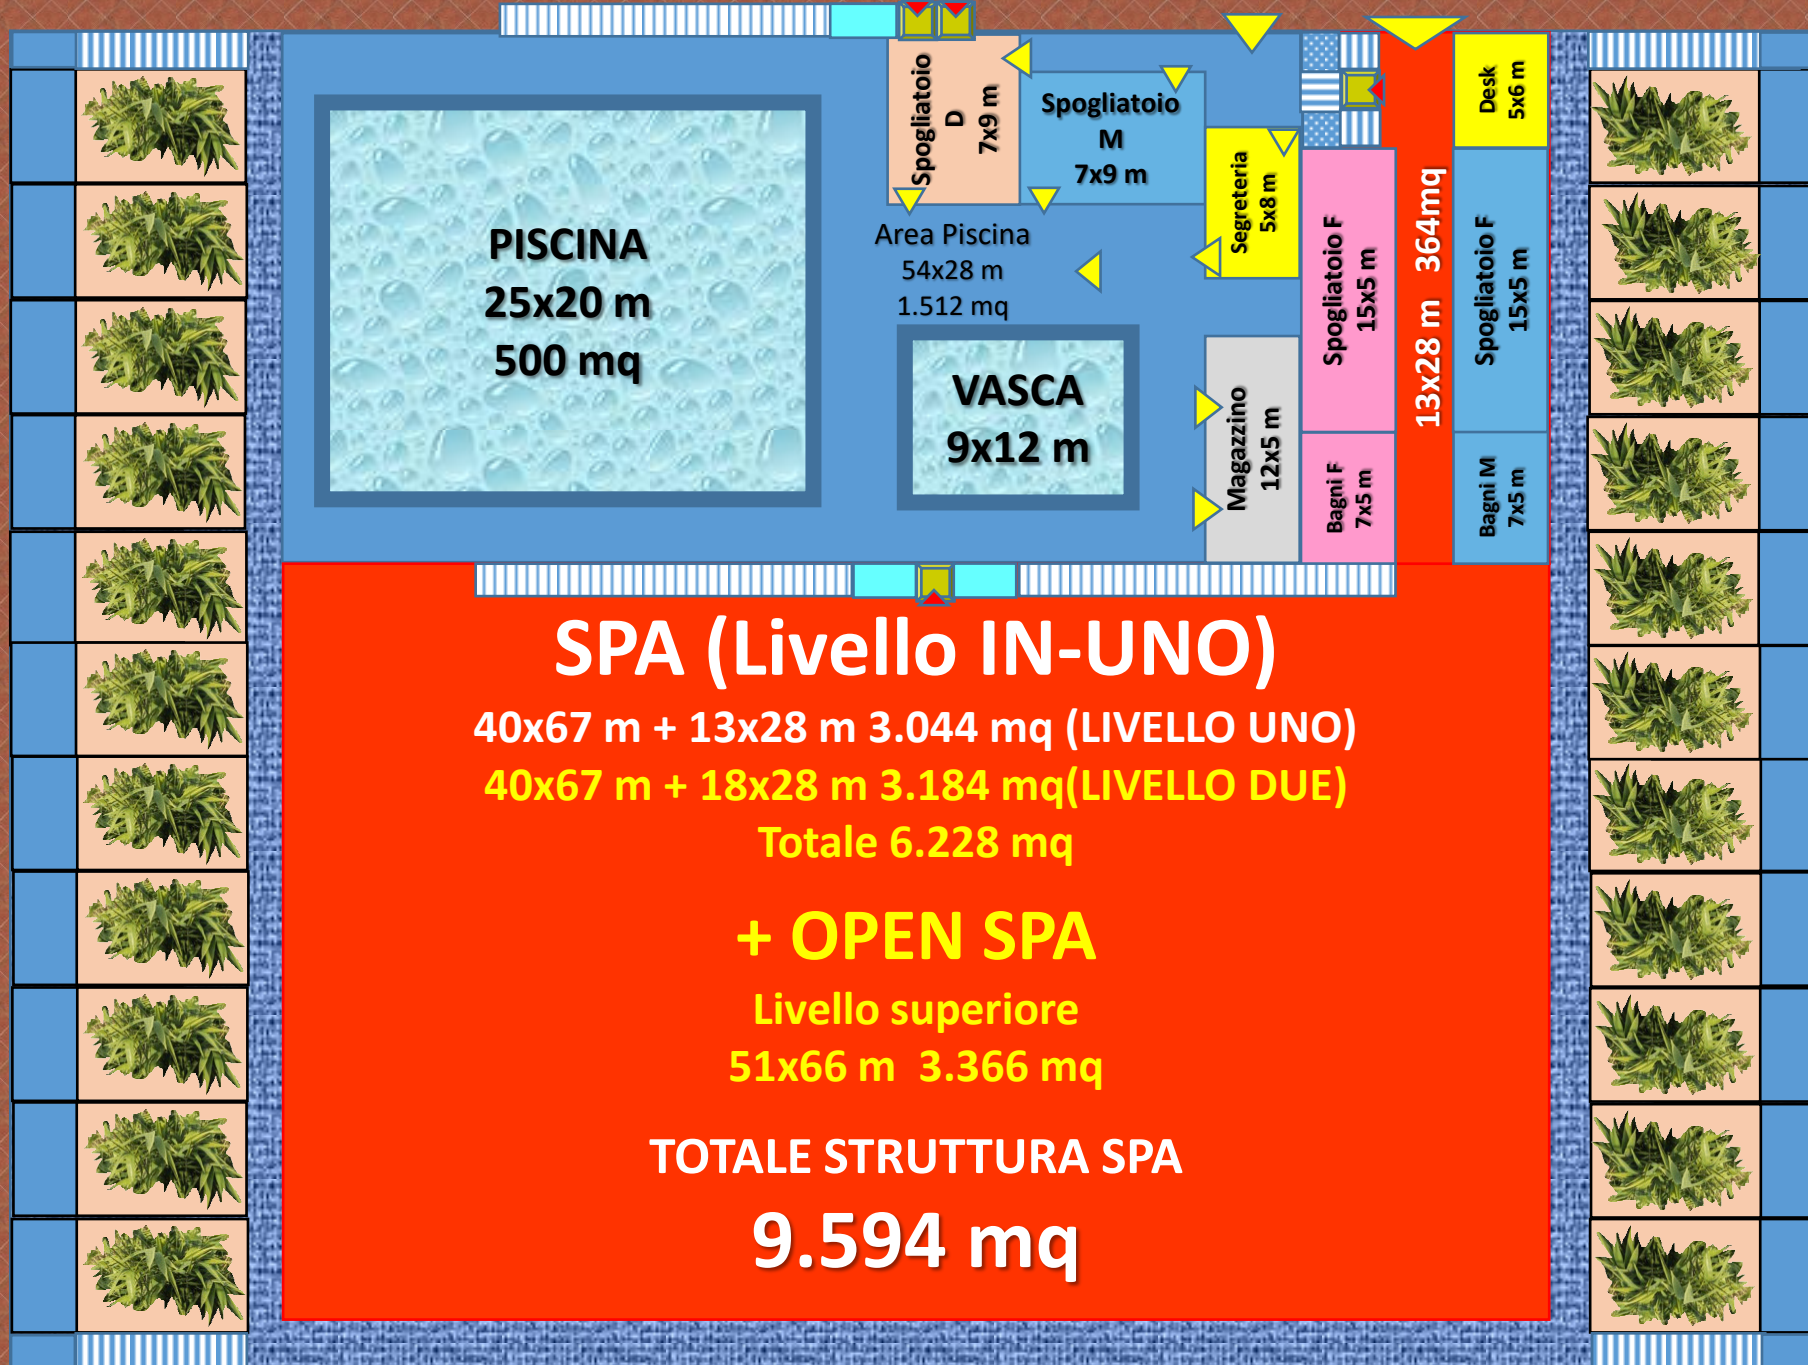 PISCINA
25x20 m
500 mq
Spogliatoio
D
7x9 m
Spogliatoio
M
7x9 m
Segreteria
5x8 m
Desk
5x6 m
Area Piscina
54x28 m
1.512 mq
VASCA
9x12 m
Magazzino
12x5 m
Spogliatoio F
15x5 m
Bagni F
7x5 m
13x28 m 364mq
Spogliatoio F
15x5 m
Bagni M
7x5 m
SPA (Livello IN-UNO)
40x67 m + 13x28 m 3.044 mq (LIVELLO UNO)
40x67 m + 18x28 m 3.184 mq(LIVELLO DUE)
Totale 6.228 mq
+ OPEN SPA
Livello superiore
51x66 m 3.366 mq
TOTALE STRUTTURA SPA
9.594 mq